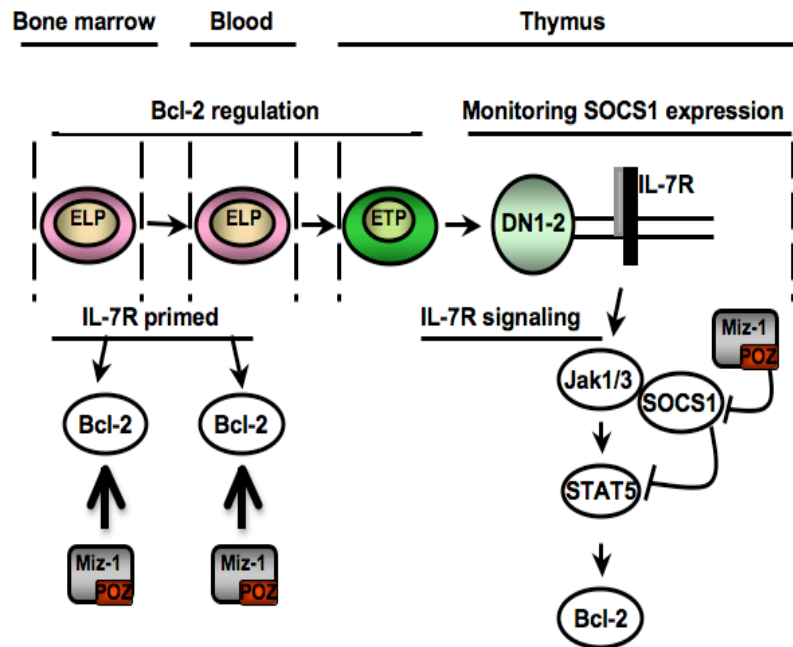 Bone marrow
Blood
Thymus
Bcl-2 regulation
Monitoring SOCS1 expression
IL-7R
ELP
ELP
ETP
DN1-2
IL-7R primed
IL-7R signaling
Miz-1
POZ
Jak1/3
SOCS1
Bcl-2
Bcl-2
STAT5
Miz-1
POZ
Miz-1
POZ
Bcl-2